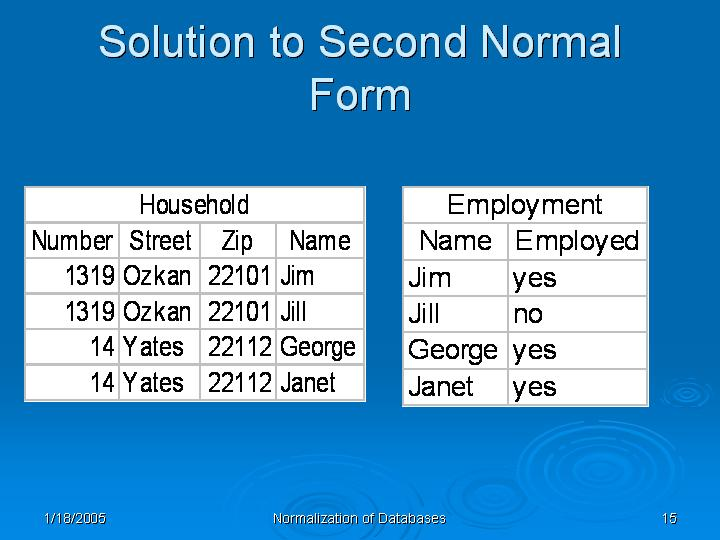 Solution to Second Normal
Form
Household
Number Street Zip Name
1319 Ozkan 22101 Jim
1319 Ozkan 22101 Jill
14 Yates 22112 George
14 Yates 22112 Janet
Employment
Name Employed
Jim yes
Jill no
George yes
Janet yes
1/18/2005 Normalization of Databases 15